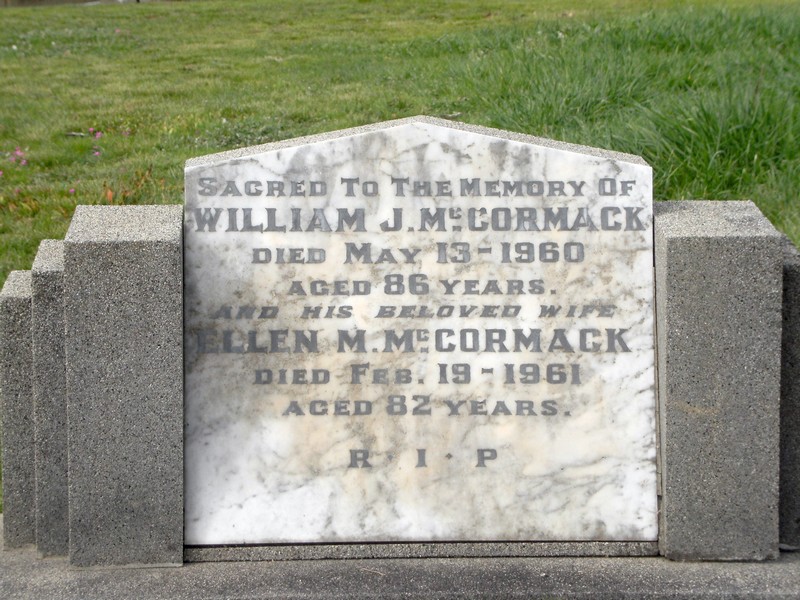 SACRED TO THE MEMORY OF
WILLIAM J. McCORMACK
DIED MAY 13-1960
AGED 86 YEARS.
AND HIS BELOVED WIFE
ELLEN M. McCORMACK
DIED FEB. 19-1961
AGED 82 YEARS.
R I · P